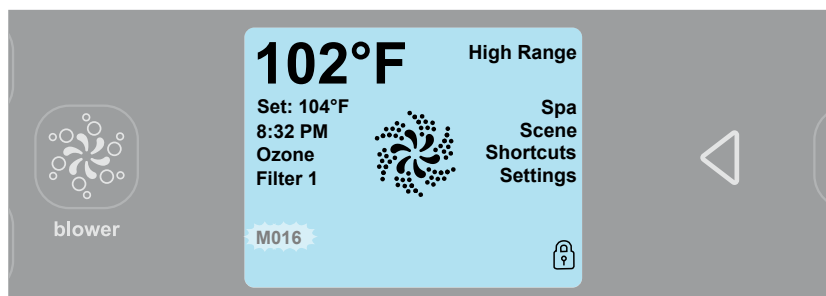 102°F
High Range
Set: 104°F
8:32 PM
Ozone
Filter 1
Spa
Scene
Shortcuts
Settings
M016
blower